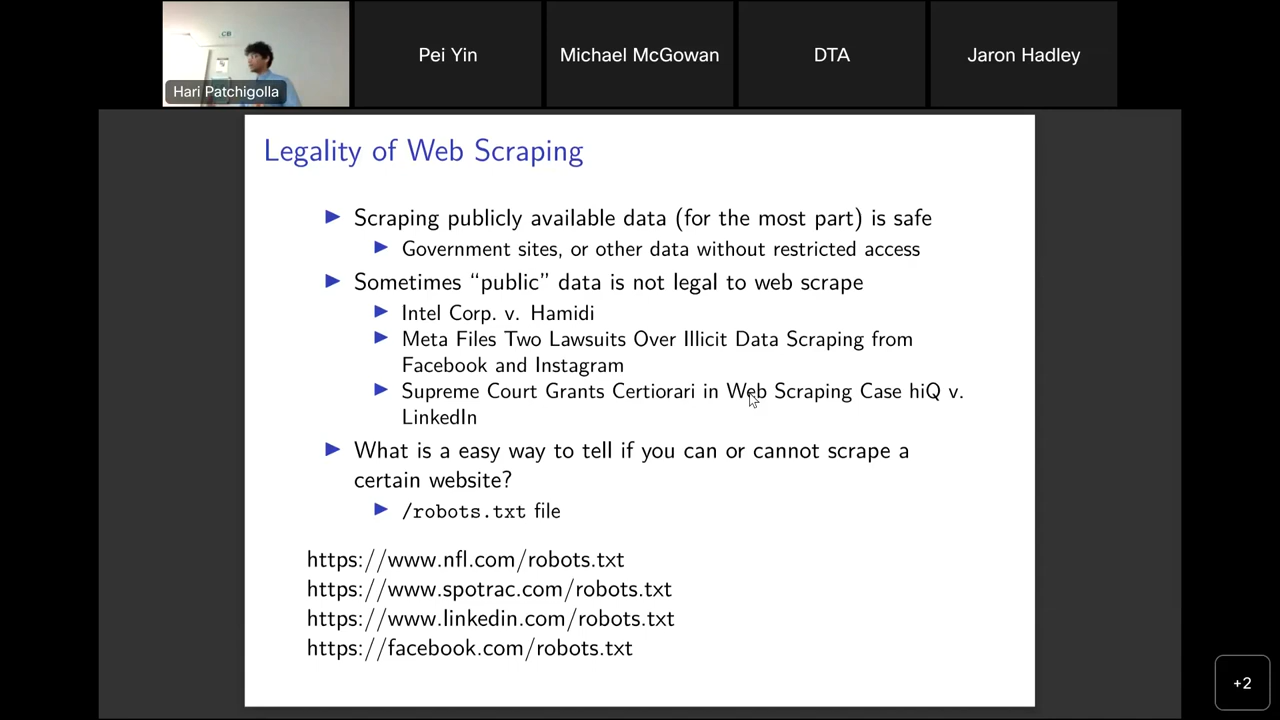 Pei Yin
Michael McGowan
DTA
Jaron Hadley
Hari Patchigolla
Legality of Web Scraping
Scraping publicly available data (for the most part) is safe
Government sites, or other data without restricted access
Sometimes “public” data is not legal to web scrape
Intel Corp. v. Hamidi
Meta Files Two Lawsuits Over Illicit Data Scraping from
Facebook and Instagram
Supreme Court Grants Certiorari in Web Scraping Case hiQ v.
LinkedIn
What is a easy way to tell if you can or cannot scrape a
certain website?
/robots.txt file
https://www.nfl.com/robots.txt
https://www.spotrac.com/robots.txt
https://www.linkedin.com/robots.txt
https://facebook.com/robots.txt
+2